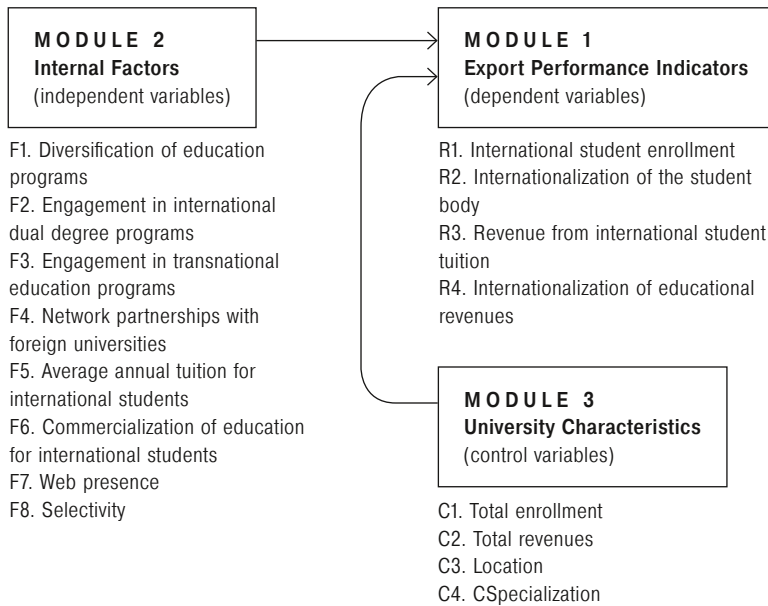 MODULE 2
Internal Factors
(independent variables)
F1. Diversification of education
programs
F2. Engagement in international
dual degree programs
F3. Engagement in transnational
education programs
F4. Network partnerships with
foreign universities
F5. Average annual tuition for
international students
F6. Commercialization of education
for international students
F7. Web presence
F8. Selectivity
MODULE 1
Export Performance Indicators
(dependent variables)
R1. International student enrollment
R2. Internationalization of the student
body
R3. Revenue from international student
tuition
R4. Internationalization of educational
revenues
MODULE 3
University Characteristics
(control variables)
C1. Total enrollment
C2. Total revenues
C3. Location
C4. CSpecialization